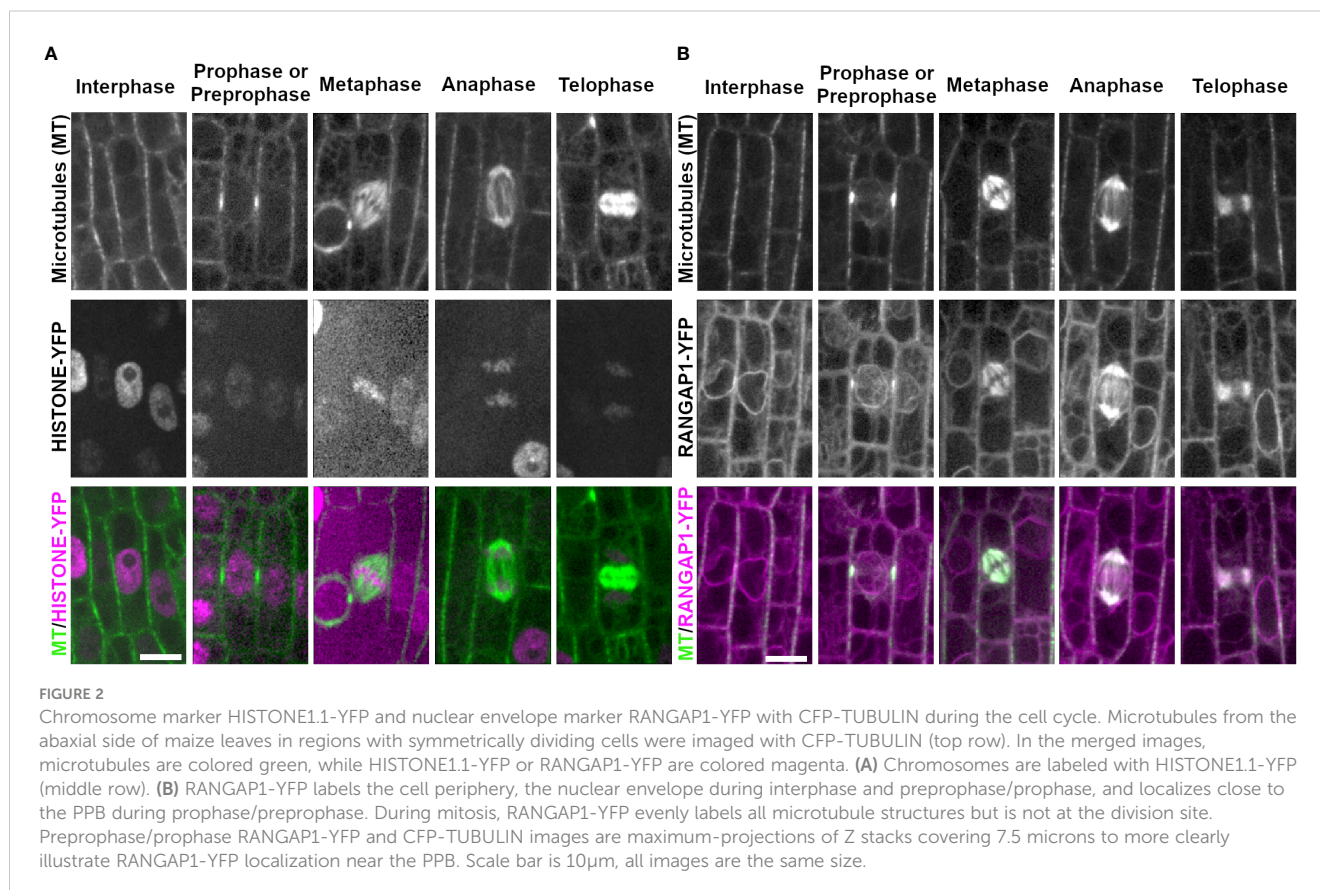 A
B
Interphase
Prophase or
Preprophase
Metaphase
Anaphase
Telophase
Interphase
Prophase or
Preprophase
Metaphase
Anaphase
Telophase
Microtubules (MT)
Microtubules (MT)
HISTONE-YFP
RANGAP1-YFP
MT/HISTONE-YFP
MT/RANGAP1-YFP
FIGURE 2
Chromosome marker HISTONE1.1-YFP and nuclear envelope marker RANGAP1-YFP with CFP-TUBULIN during the cell cycle. Microtubules from the
abaxial side of maize leaves in regions with symmetrically dividing cells were imaged with CFP-TUBULIN (top row). In the merged images,
microtubules are colored green, while HISTONE1.1-YFP or RANGAP1-YFP are colored magenta. (A) Chromosomes are labeled with HISTONE1.1-YFP
(middle row). (B) RANGAP1-YFP labels the cell periphery, the nuclear envelope during interphase and preprophase/prophase, and localizes close to
the PPB during prophase/preprophase. During mitosis, RANGAP1-YFP evenly labels all microtubule structures but is not at the division site.
Preprophase/prophase RANGAP1-YFP and CFP-TUBULIN images are maximum-projections of Z stacks covering 7.5 microns to more clearly
illustrate RANGAP1-YFP localization near the PPB. Scale bar is 10µm, all images are the same size.